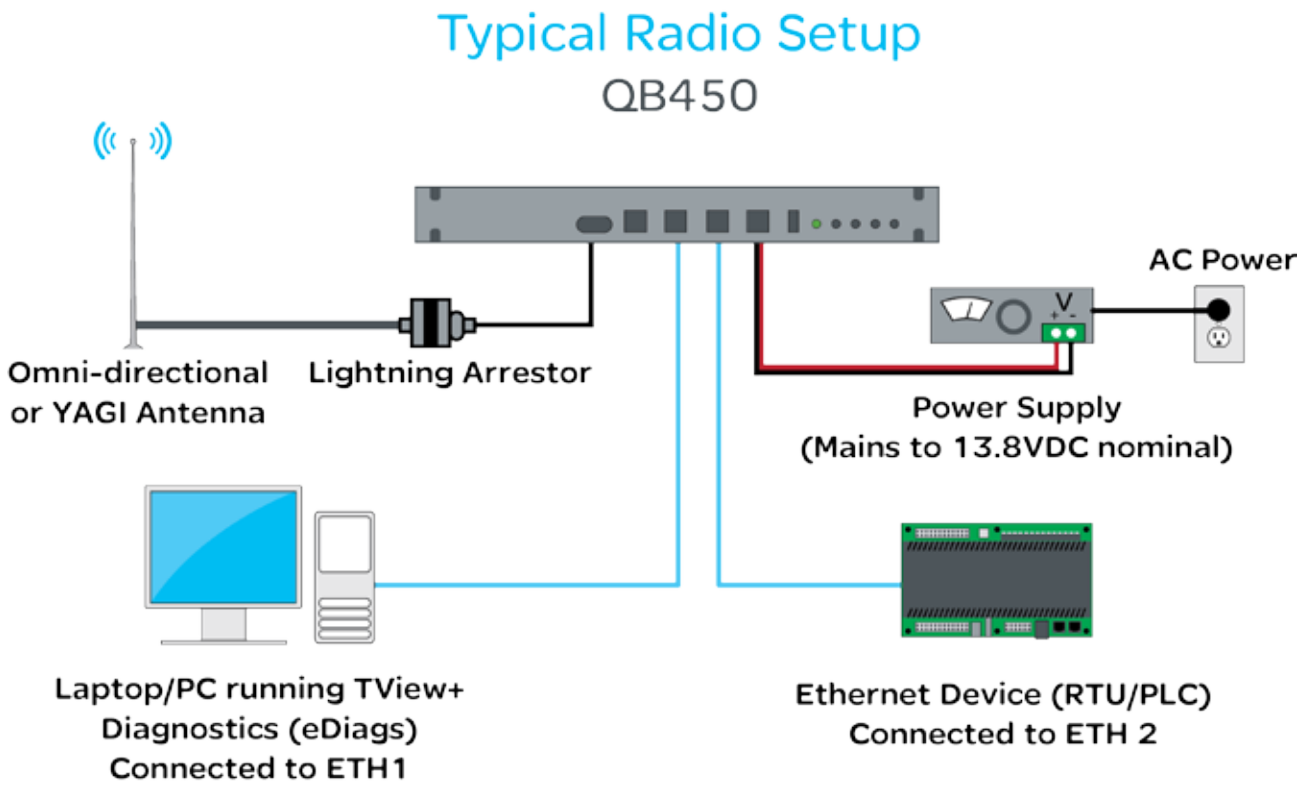 Typical Radio Setup
QB450
AC Power
V
+ -
Omni-directional
or YAGI Antenna
Lightning Arrestor
Power Supply
(Mains to 13.8VDC nominal)
Laptop/PC running TView+
Diagnostics (eDiags)
Connected to ETH1
Ethernet Device (RTU/PLC)
Connected to ETH 2